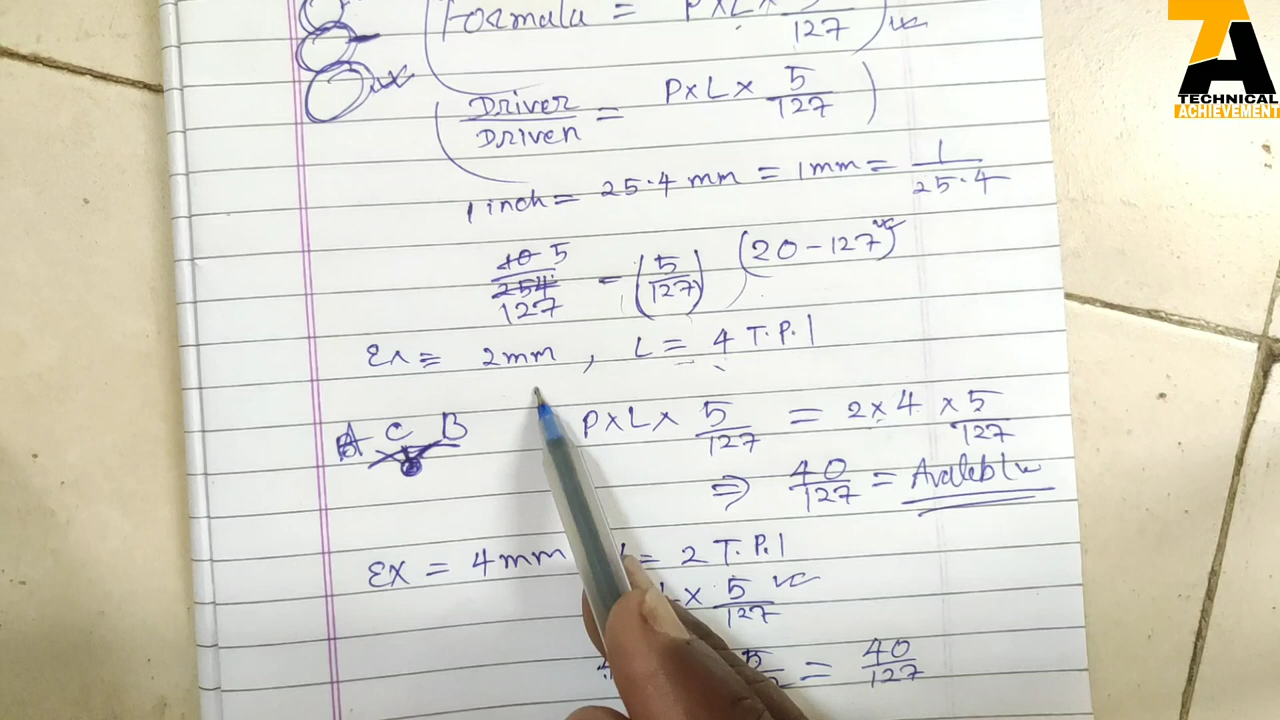 Formula = P×L× /127)
Driver/Driven = P×L× 5/127)
1 inch = 25.4 mm = 1mm = 1/25.4
10 5/254 127 = (5/127) (20-127)
Ex = 2mm, L = 4 T.P.I
A C B P×L× 5/127 = 2×4 ×5/127
⇒ 40/127 =
EX = 4mm = 2 T.P.I
× 5/127
5 = 40/127
TA
TECHNICAL
ACHIEVEMENT